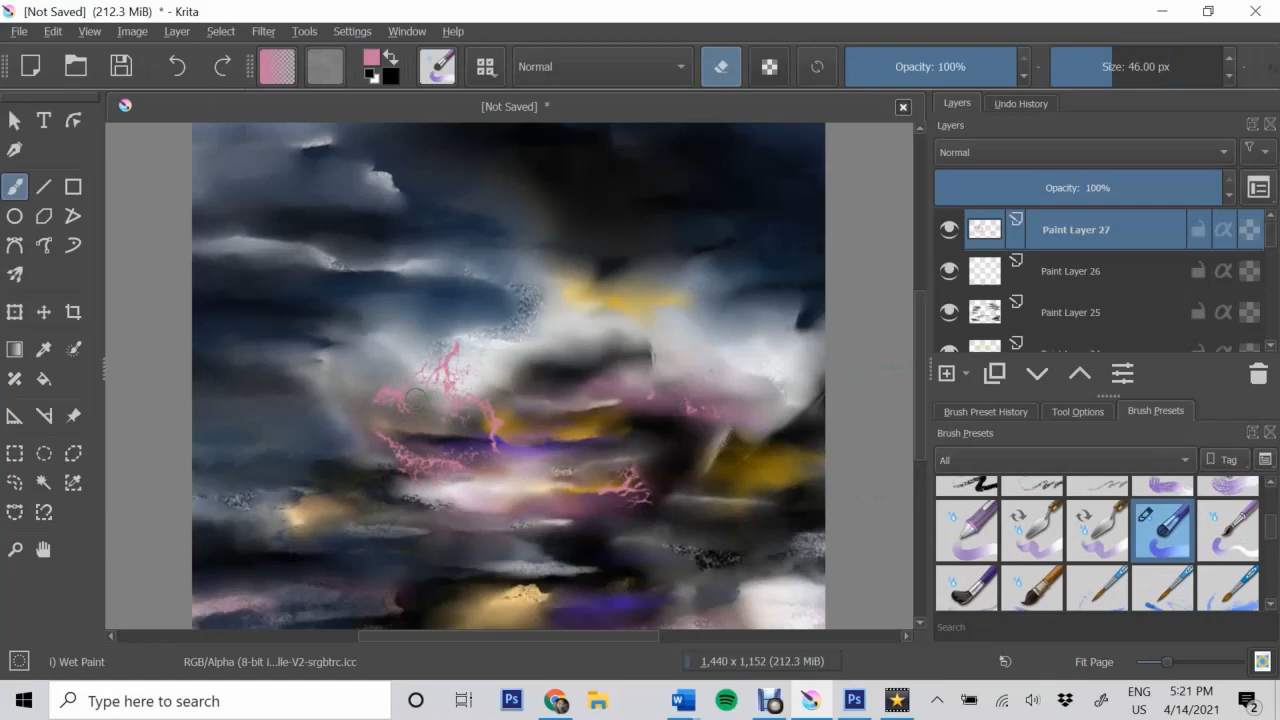 [Not Saved] (212.3 MiB) * - Krita
File Edit View Image Layer Select Filter Tools Settings Window Help
Normal
Opacity: 100%
Size: 46.00 px
[Not Saved] *
Layers Undo History
Layers
Normal
Opacity: 100%
Paint Layer 27
Paint Layer 26
Paint Layer 25
Brush Preset History Tool Options Brush Presets
Brush Presets
All
Tag
Search
i) Wet Paint
RGB/Alpha (8-bit i...lle-V2-srgbtrc.icc
1,440 x 1,152 (212.3 MiB)
Fit Page
Type here to search
ENG
US
5:21 PM
4/14/2021
2